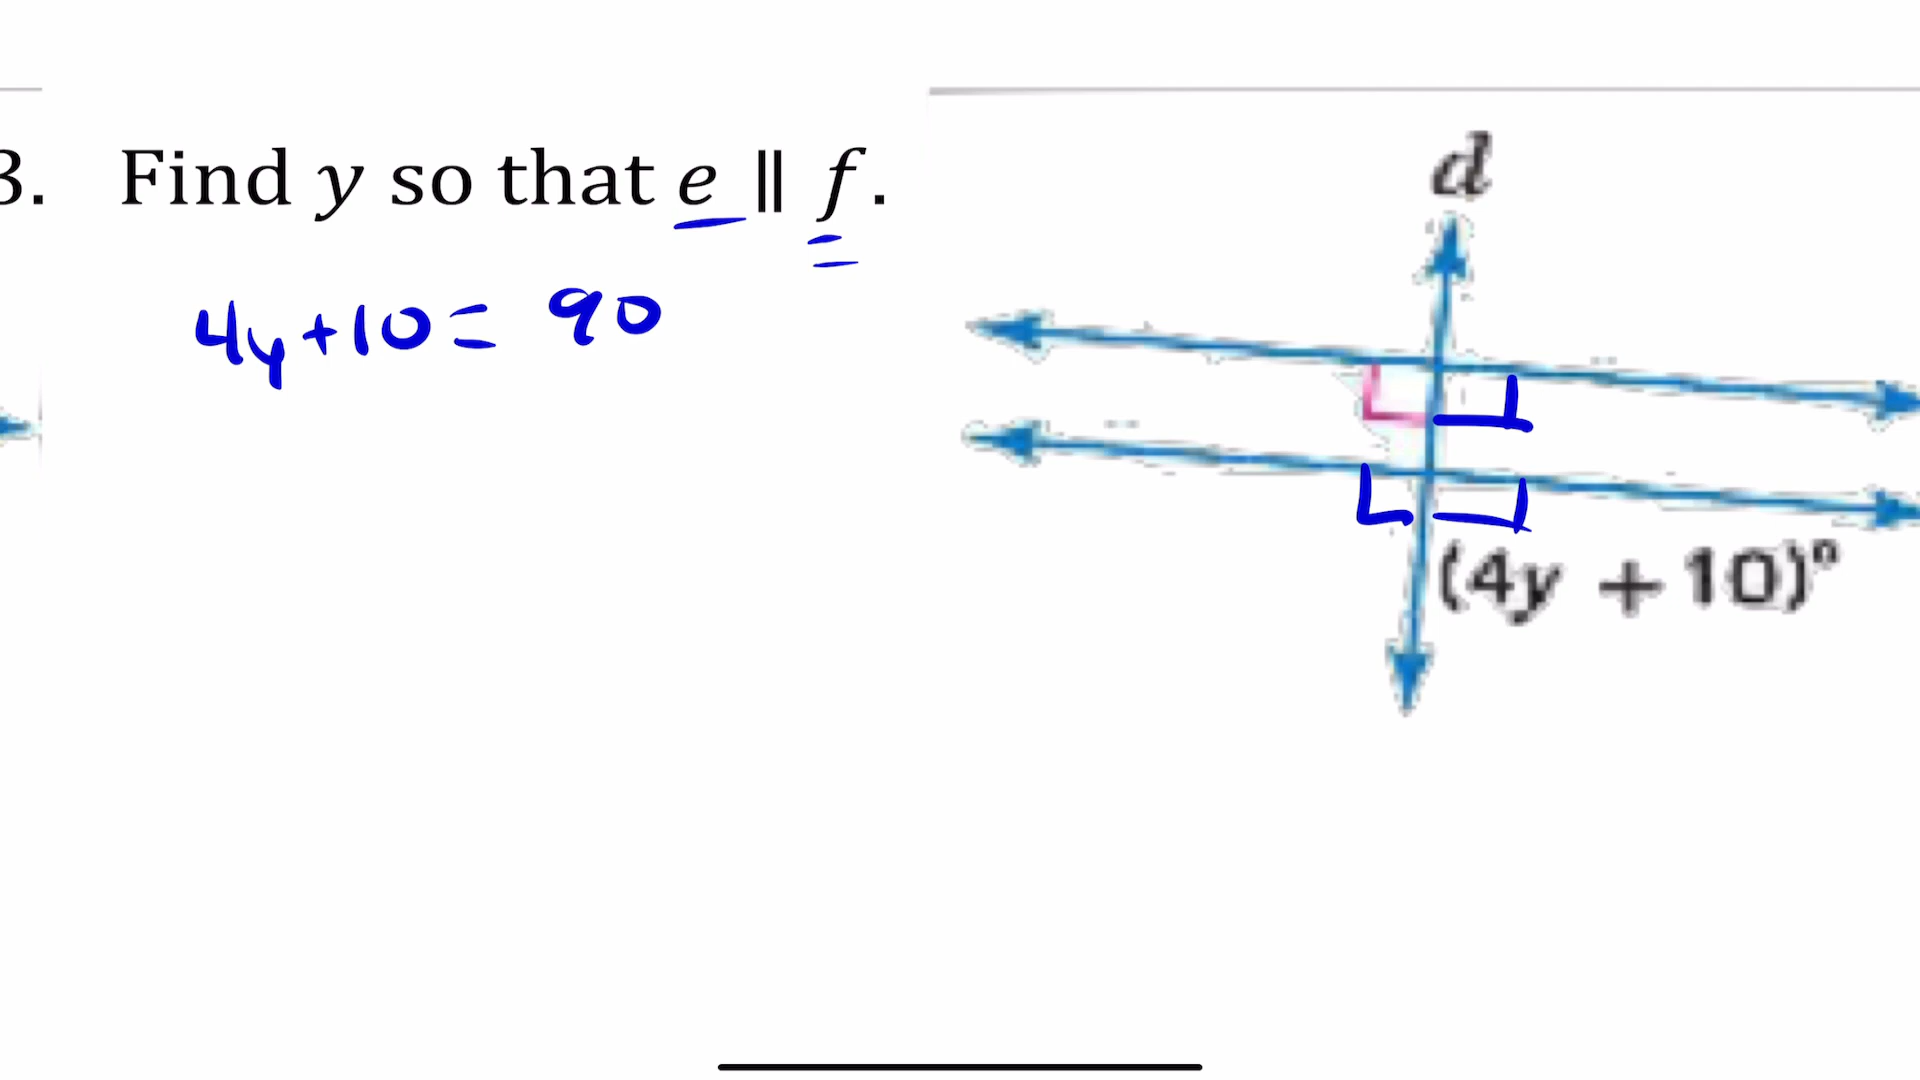 3. Find y so that e ∥ f.
4y+10= 90
d
(4y + 10)°